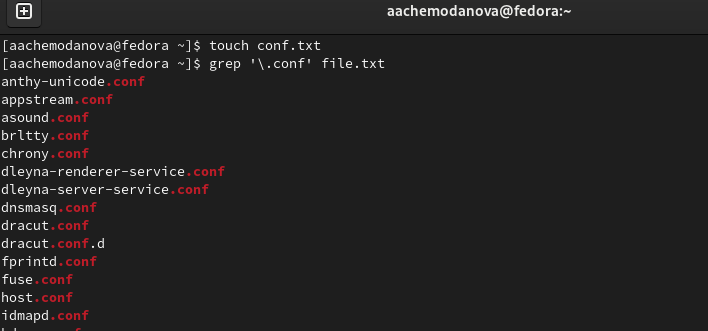 aachemodanova@fedora:~
[aachemodanova@fedora ~]$ touch conf.txt
[aachemodanova@fedora ~]$ grep '\.conf' file.txt
anthy-unicode.conf
appstream.conf
asound.conf
brltty.conf
chrony.conf
dleyna-renderer-service.conf
dleyna-server-service.conf
dnsmasq.conf
dracut.conf
dracut.conf.d
fprintd.conf
fuse.conf
host.conf
idmapd.conf